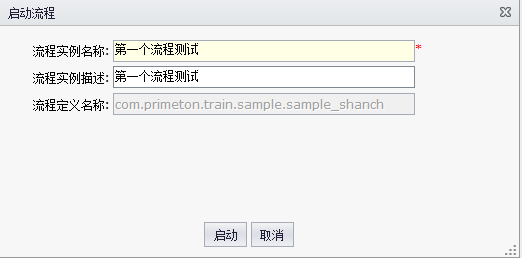 启动流程
流程实例名称: 第一个流程测试 *
流程实例描述: 第一个流程测试
流程定义名称: com.primeton.train.sample.sample_shanch
启动 取消